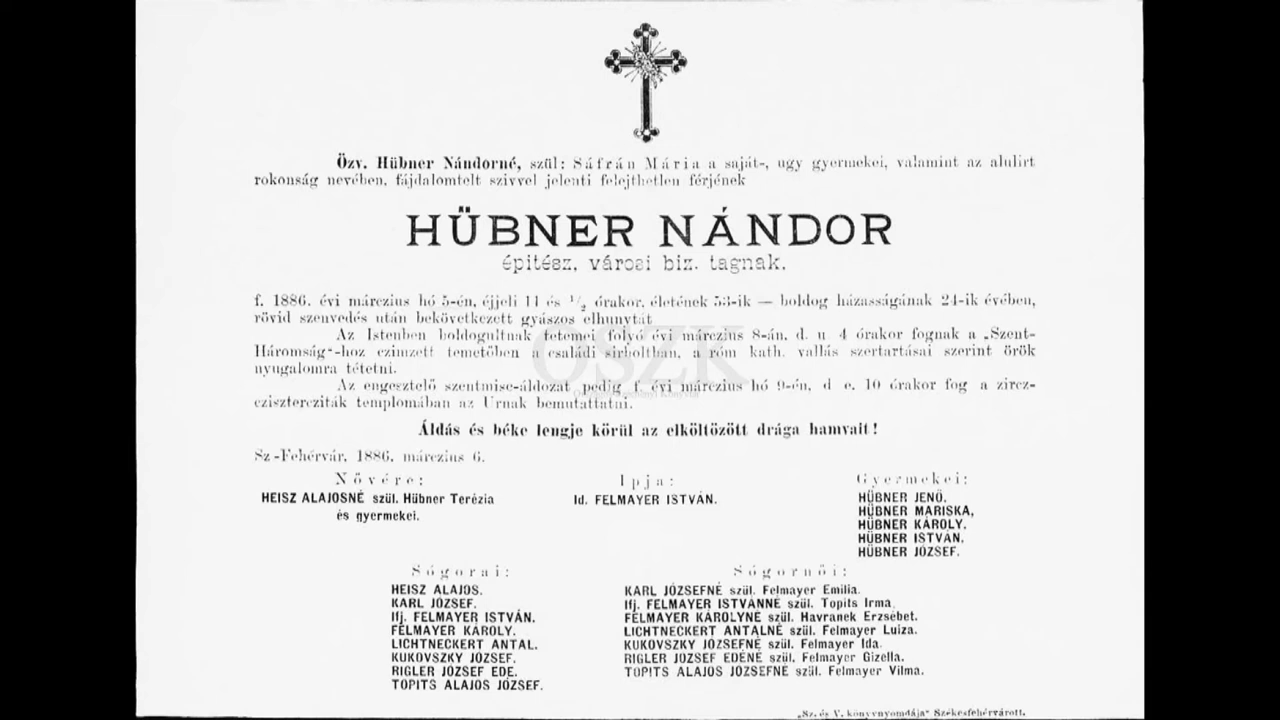 Özv. Hübner Nándorné, szül: Sáfrán Mária a saját-, ugy gyermekei, valamint az alulirt
rokonság nevében, fájdalomtelt szivvel jelenti felejthetlen férjének
HÜBNER NÁNDOR
épitész, városi biz. tagnak,
f. 1886. évi márczius hó 5-én, éjjeli 11 és 1/2 órakor, életének 53-ik — boldog házasságának 24-ik évében,
rövid szenvedés után bekövetkezett gyászos elhunytát
Az Istenben boldogultnak tetemei folyó évi márczius 8-án, d. u. 4 órakor fognak a „Szent-
Háromság"-hoz czimzett temetőben a családi sirboltban, a róm kath. vallás szertartásai szerint örök
nyugalomra tétetni.
Az engesztelő szentmise-áldozat pedig f. évi márczius hó 9-én, d e. 10 órakor fog a zircz-
cziszterczïták templomában az Urnak bemutattatni.
OSZK
Országos Széchényi Könyvtár
Áldás és béke lengje körül az elköltözött drága hamvait!
Sz-Fehérvár, 1886. márczius 6.
Nővére:
HEISZ ALAJOSNÉ szül. Hübner Terézia
és gyermekei.
Ipja:
Id. FELMAYER ISTVÁN.
Gyermekei:
HÜBNER JENŐ,
HÜBNER MARISKA,
HÜBNER KÁROLY.
HÜBNER ISTVÁN,
HÜBNER JÓZSEF.
Sógorai:
HEISZ ALAJOS.
KARL JÓZSEF.
Ifj. FELMAYER ISTVÁN.
FELMAYER KÁROLY.
LICHTNECKERT ANTAL.
KUKOVSZKY JÓZSEF.
RIGLER JÓZSEF EDE.
TOPITS ALAJOS JÓZSEF.
Sógornői:
KARL JÓZSEFNÉ szül. Felmayer Emilia.
Ifj. FELMAYER ISTVÁNNÉ szül. Topits Irma.
FELMAYER KÁROLYNÉ szül. Havranek Erzsébet.
LICHTNECKERT ANTALNÉ szül. Felmayer Luiza.
KUKOVSZKY JÓZSEFNÉ szül. Felmayer Ida.
RIGLER JÓZSEF EDÉNÉ szül. Felmayer Gizella.
TOPITS ALAJOS JÓZSEFNÉ szül. Felmayer Vilma.
„Sz. és V. könyvnyomdája" Székesfehérvárott.